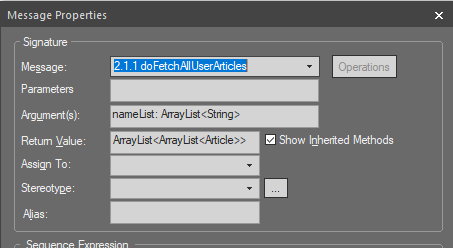 Message Properties
Signature
Message: 2.1.1 doFetchAllUserArticles Operations
Parameters
Argument(s): nameList: ArrayList<String>
Return Value: ArrayList<ArrayList<Article>> Show Inherited Methods
Assign To:
Stereotype: ...
Alias:
Sequence Expression